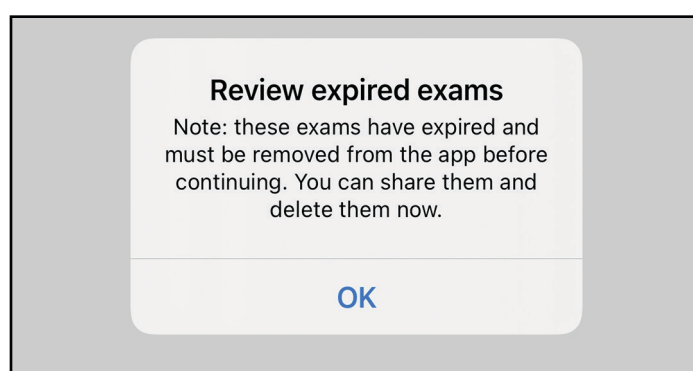 Review expired exams
Note: these exams have expired and
must be removed from the app before
continuing. You can share them and
delete them now.
OK